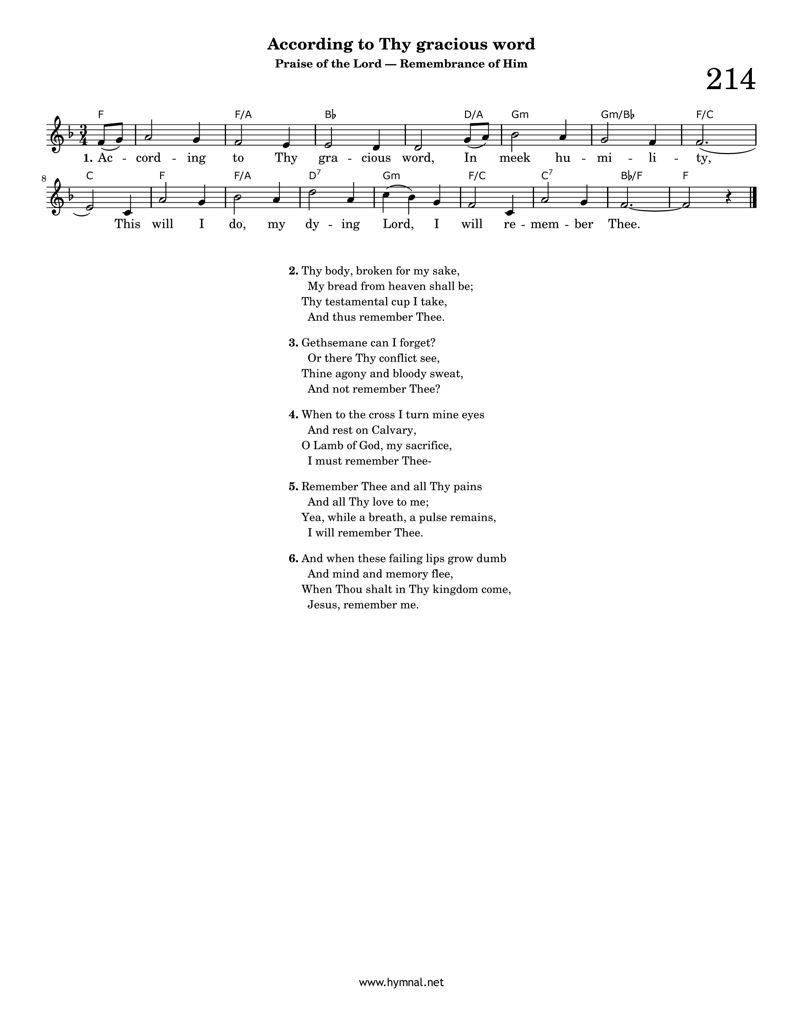 According to Thy gracious word
Praise of the Lord — Remembrance of Him
214
F F/A B♭ D/A Gm Gm/B♭ F/C
3
4
1. Ac - cord - ing to Thy gra - cious word, In meek hu - mi - li - ty,
8
C F F/A D7 Gm F/C C7 B♭/F F
This will I do, my dy - ing Lord, I will re - mem - ber Thee.
2. Thy body, broken for my sake,
My bread from heaven shall be;
Thy testamental cup I take,
And thus remember Thee.
3. Gethsemane can I forget?
Or there Thy conflict see,
Thine agony and bloody sweat,
And not remember Thee?
4. When to the cross I turn mine eyes
And rest on Calvary,
O Lamb of God, my sacrifice,
I must remember Thee-
5. Remember Thee and all Thy pains
And all Thy love to me;
Yea, while a breath, a pulse remains,
I will remember Thee.
6. And when these failing lips grow dumb
And mind and memory flee,
When Thou shalt in Thy kingdom come,
Jesus, remember me.
www.hymnal.net